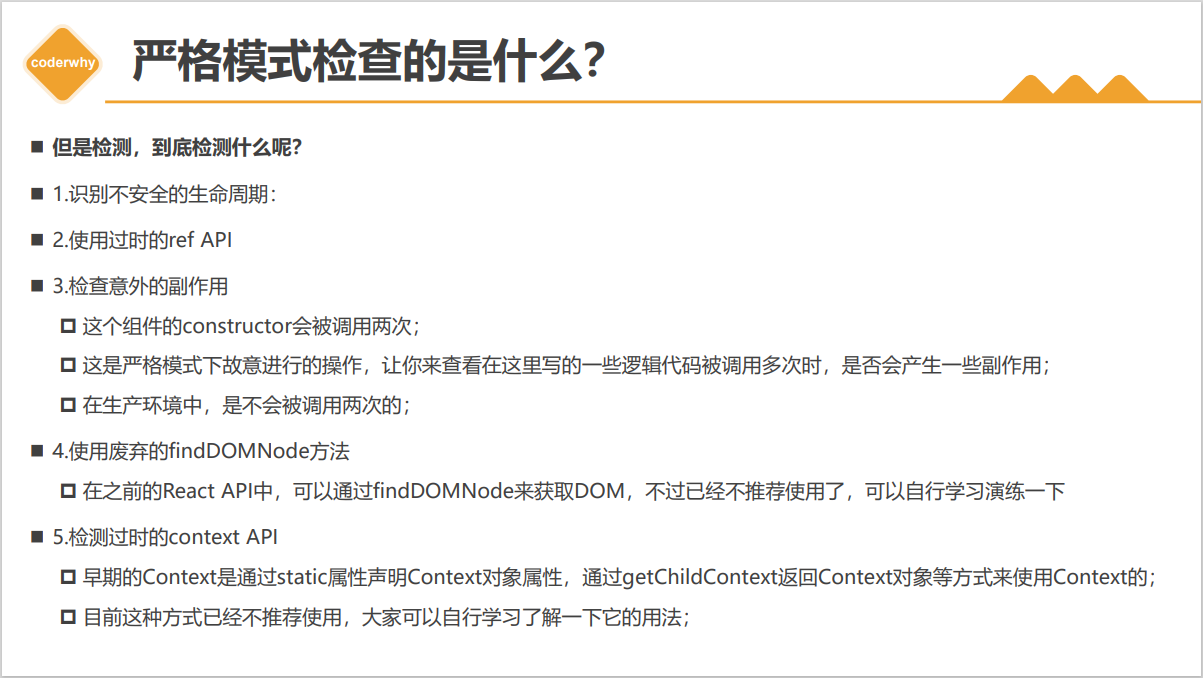 coderwhy
严格模式检查的是什么？
但是检测，到底检测什么呢？
1.识别不安全的生命周期：
2.使用过时的ref API
3.检查意外的副作用
这个组件的constructor会被调用两次；
这是严格模式下故意进行的操作，让你来查看在这里写的一些逻辑代码被调用多次时，是否会产生一些副作用；
在生产环境中，是不会被调用两次的；
4.使用废弃的findDOMNode方法
在之前的React API中，可以通过findDOMNode来获取DOM，不过已经不推荐使用了，可以自行学习演练一下
5.检测过时的context API
早期的Context是通过static属性声明Context对象属性，通过getChildContext返回Context对象等方式来使用Context的；
目前这种方式已经不推荐使用，大家可以自行学习了解一下它的用法；